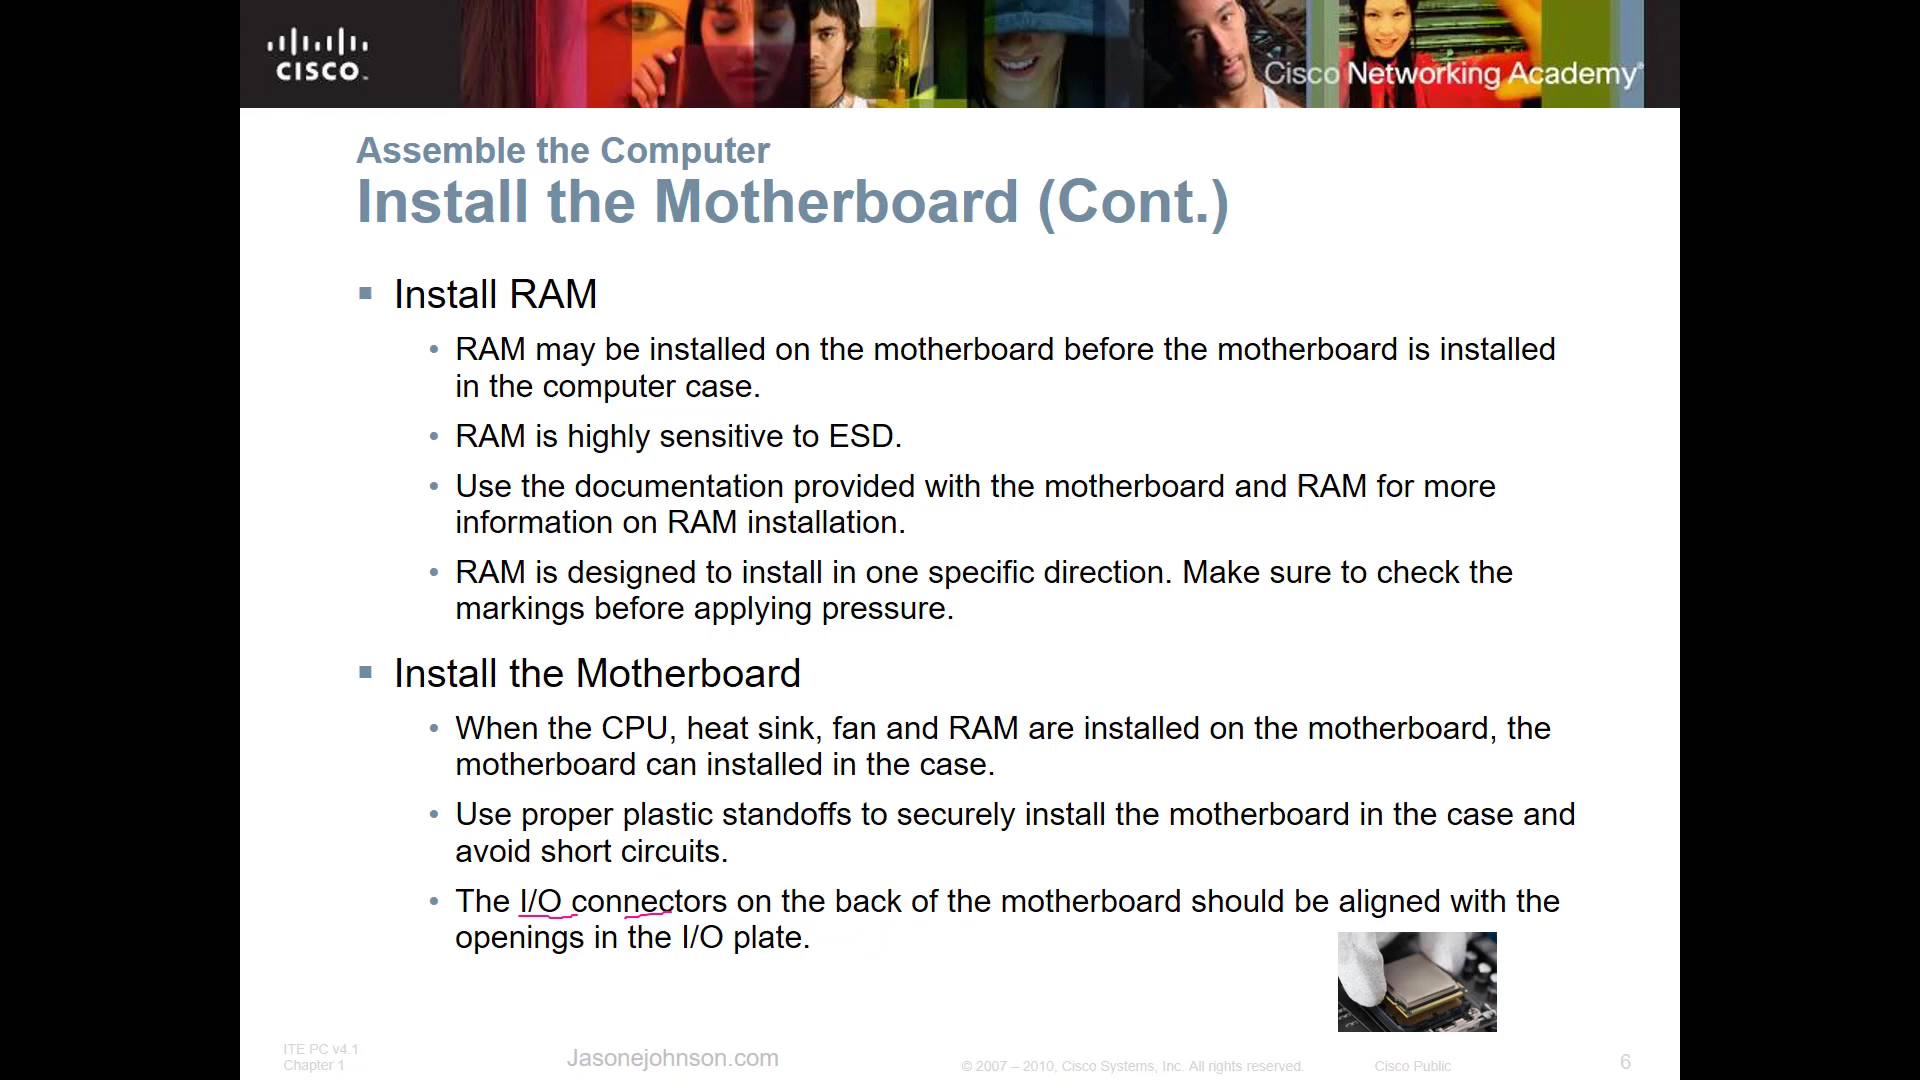 CISCO
Cisco Networking Academy®
Assemble the Computer
Install the Motherboard (Cont.)
▪ Install RAM
• RAM may be installed on the motherboard before the motherboard is installed
in the computer case.
• RAM is highly sensitive to ESD.
• Use the documentation provided with the motherboard and RAM for more
information on RAM installation.
• RAM is designed to install in one specific direction. Make sure to check the
markings before applying pressure.
▪ Install the Motherboard
• When the CPU, heat sink, fan and RAM are installed on the motherboard, the
motherboard can installed in the case.
• Use proper plastic standoffs to securely install the motherboard in the case and
avoid short circuits.
• The I/O connectors on the back of the motherboard should be aligned with the
openings in the I/O plate.
ITE PC v4.1
Chapter 1
Jasonejohnson.com
© 2007 – 2010, Cisco Systems, Inc. All rights reserved.
Cisco Public
6